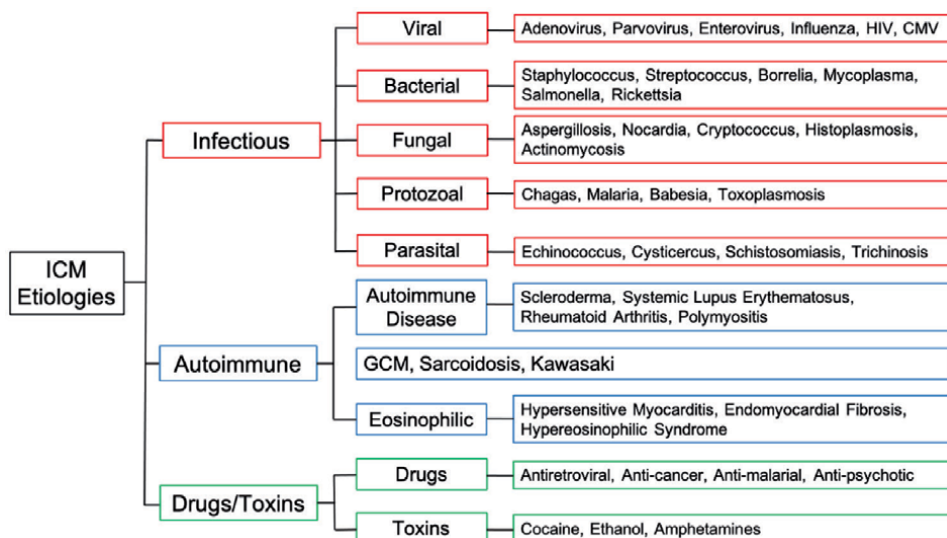 Viral
Adenovirus, Parvovirus, Enterovirus, Influenza, HIV, CMV
Bacterial
Staphylococcus, Streptococcus, Borrelia, Mycoplasma,
Salmonella, Rickettsia
Infectious
Fungal
Aspergillosis, Nocardia, Cryptococcus, Histoplasmosis,
Actinomycosis
Protozoal
Chagas, Malaria, Babesia, Toxoplasmosis
Parasital
Echinococcus, Cysticercus, Schistosomiasis, Trichinosis
ICM
Etiologies
Autoimmune
Disease
Scleroderma, Systemic Lupus Erythematosus,
Rheumatoid Arthritis, Polymyositis
Autoimmune
GCM, Sarcoidosis, Kawasaki
Eosinophilic
Hypersensitive Myocarditis, Endomyocardial Fibrosis,
Hypereosinophilic Syndrome
Drugs/Toxins
Drugs
Antiretroviral, Anti-cancer, Anti-malarial, Anti-psychotic
Toxins
Cocaine, Ethanol, Amphetamines